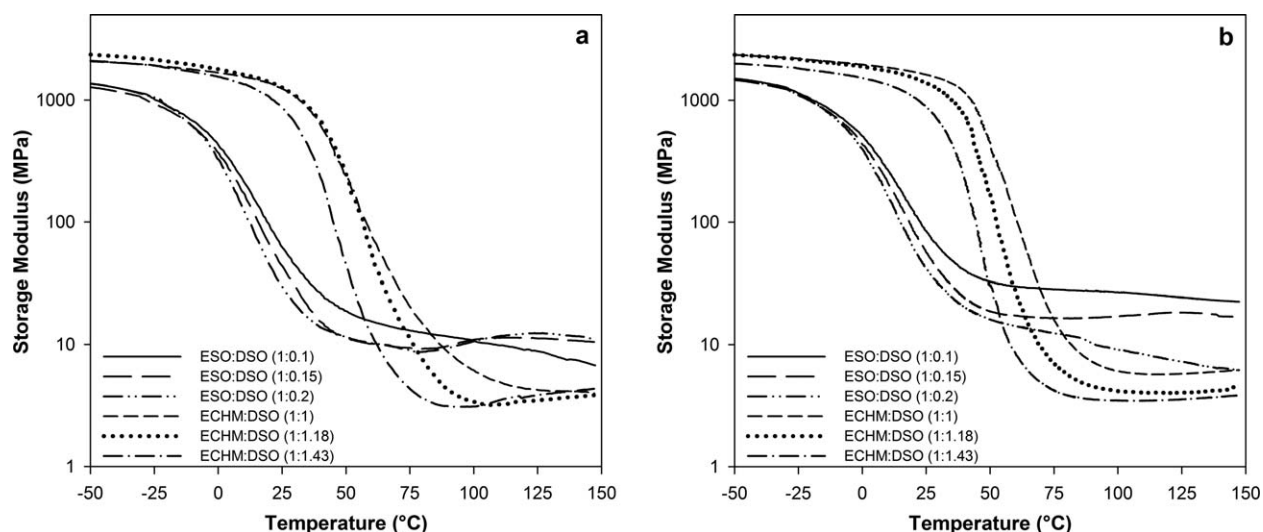 a
Storage Modulus (MPa)
1000
100
10
1
ESO:DSO (1:0.1)
ESO:DSO (1:0.15)
ESO:DSO (1:0.2)
ECHM:DSO (1:1)
ECHM:DSO (1:1.18)
ECHM:DSO (1:1.43)
-50 -25 0 25 50 75 100 125 150
Temperature (°C)
b
Storage Modulus (MPa)
1000
100
10
1
ESO:DSO (1:0.1)
ESO:DSO (1:0.15)
ESO:DSO (1:0.2)
ECHM:DSO (1:1)
ECHM:DSO (1:1.18)
ECHM:DSO (1:1.43)
-50 -25 0 25 50 75 100 125 150
Temperature (°C)